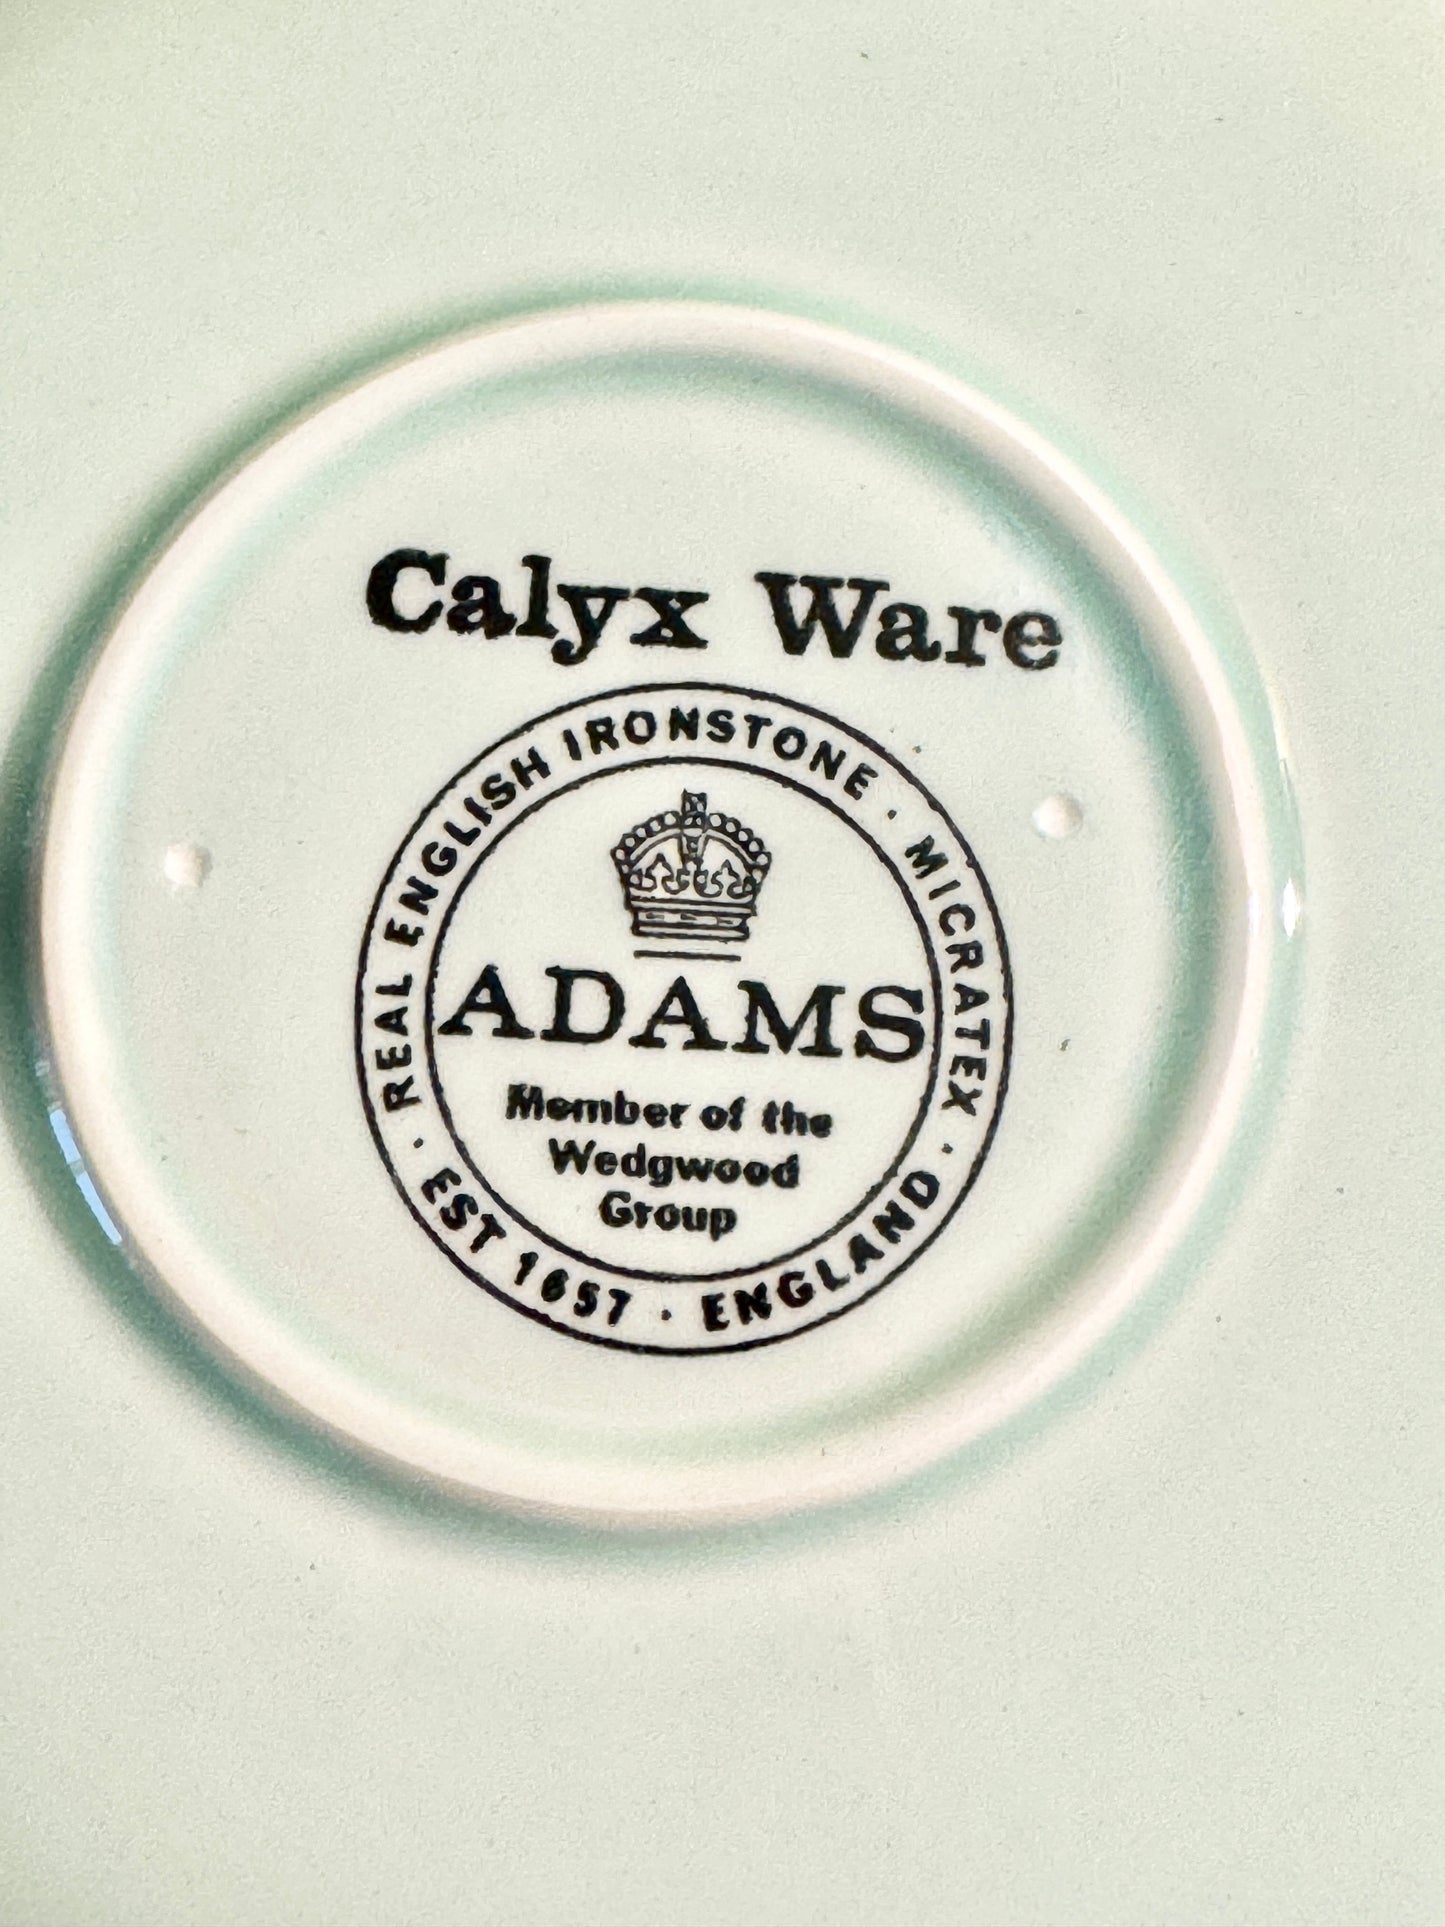 Calyx Ware
REAL ENGLISH IRONSTONE · MICRATEX · ENGLAND · EST 1657 ·
ADAMS
Member of the
Wedgwood
Group